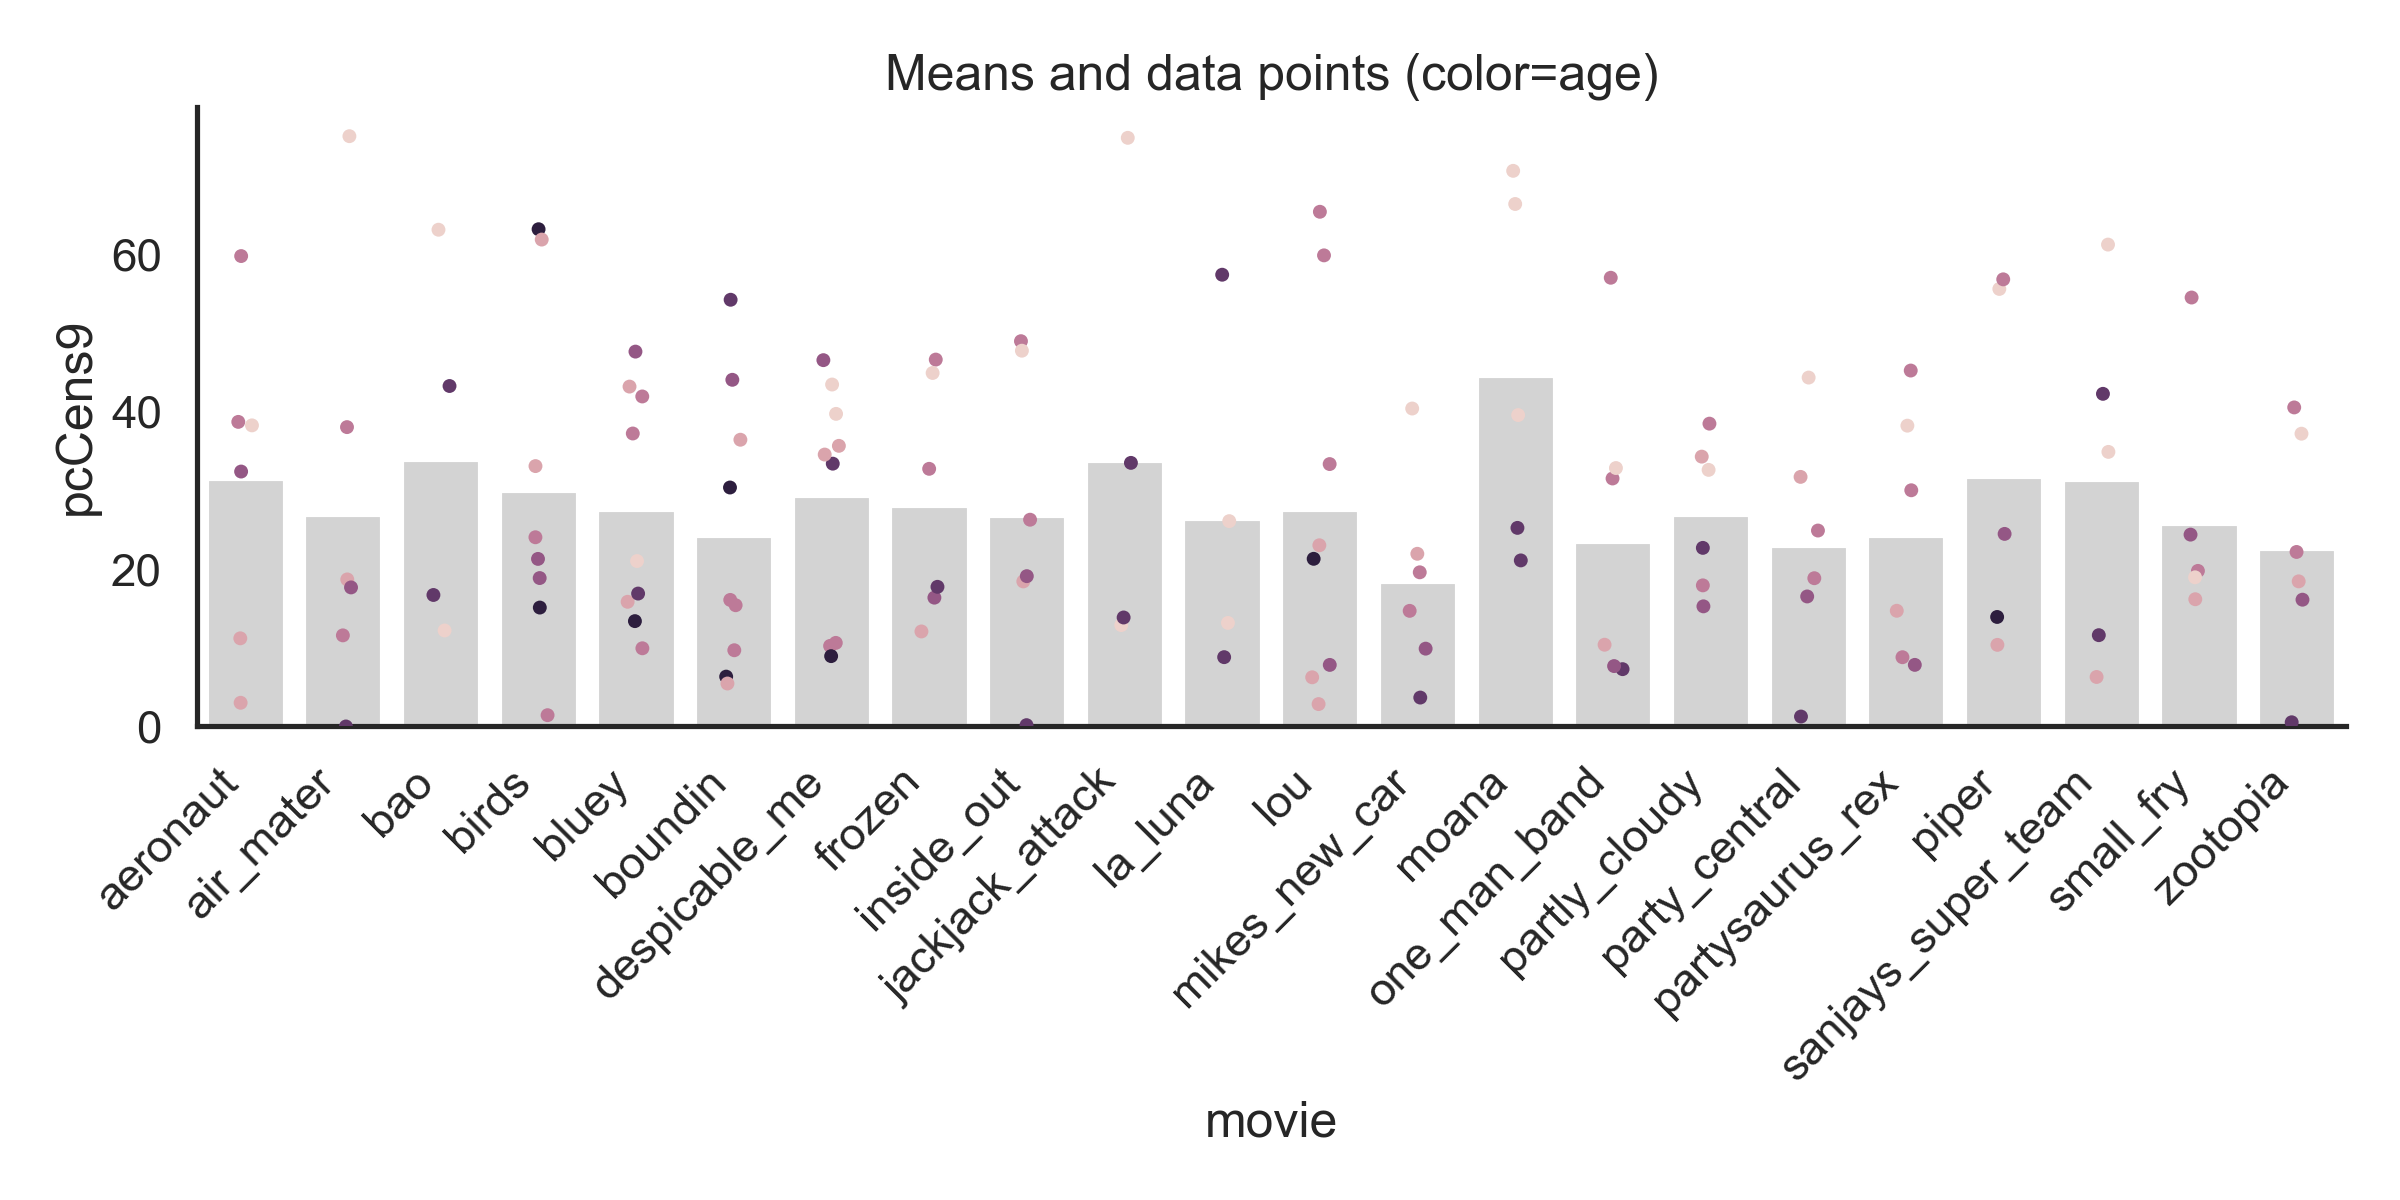 Means and data points (color=age)
pcCens9
60
40
20
0
aeronaut
air_mater
bao
birds
bluey
boundin
despicable_me
frozen
inside_out
jackjack_attack
la_luna
lou
mikes_new_car
moana
one_man_band
partly_cloudy
party_central
partysaurus_rex
piper
sanjays_super_team
small_fry
zootopia
movie